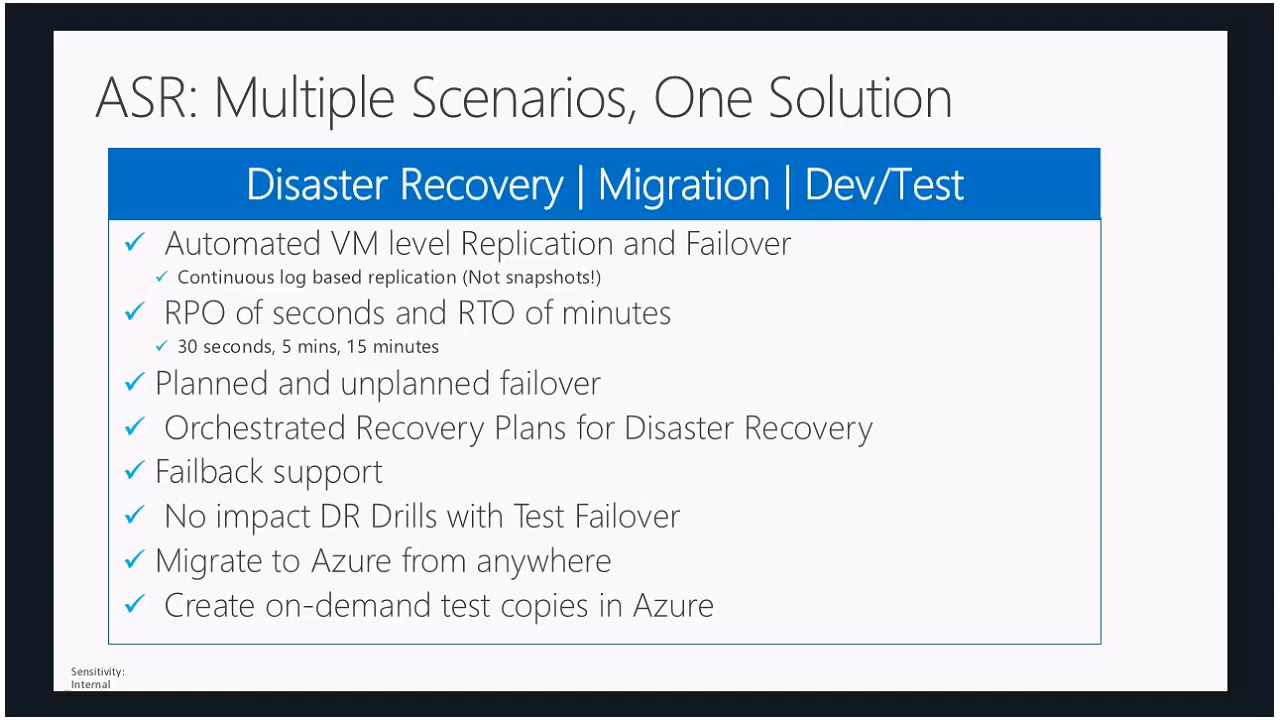 ASR: Multiple Scenarios, One Solution
Disaster Recovery | Migration | Dev/Test
✓ Automated VM level Replication and Failover
✓ Continuous log based replication (Not snapshots!)
✓ RPO of seconds and RTO of minutes
✓ 30 seconds, 5 mins, 15 minutes
✓ Planned and unplanned failover
✓ Orchestrated Recovery Plans for Disaster Recovery
✓ Failback support
✓ No impact DR Drills with Test Failover
✓ Migrate to Azure from anywhere
✓ Create on-demand test copies in Azure
Sensitivity:
Internal